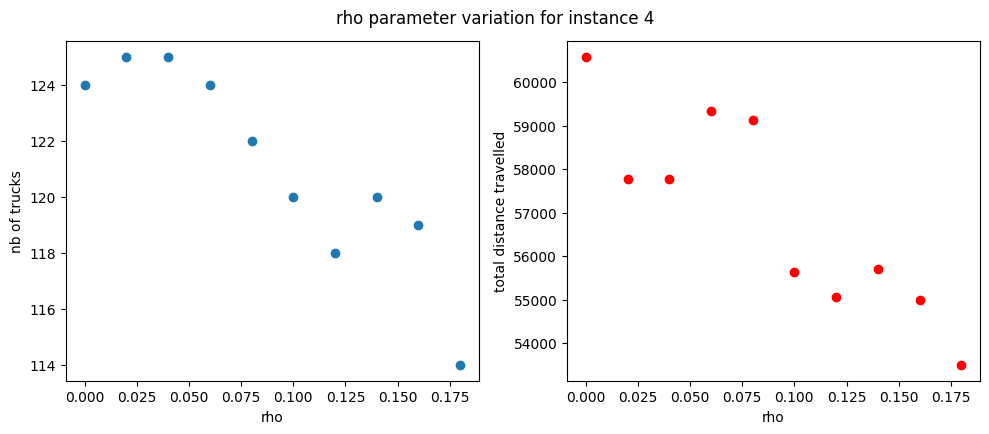 rho parameter variation for instance 4
nb of trucks
124
122
120
118
116
114
0.000 0.025 0.050 0.075 0.100 0.125 0.150 0.175
rho
total distance travelled
60000
59000
58000
57000
56000
55000
54000
0.000 0.025 0.050 0.075 0.100 0.125 0.150 0.175
rho